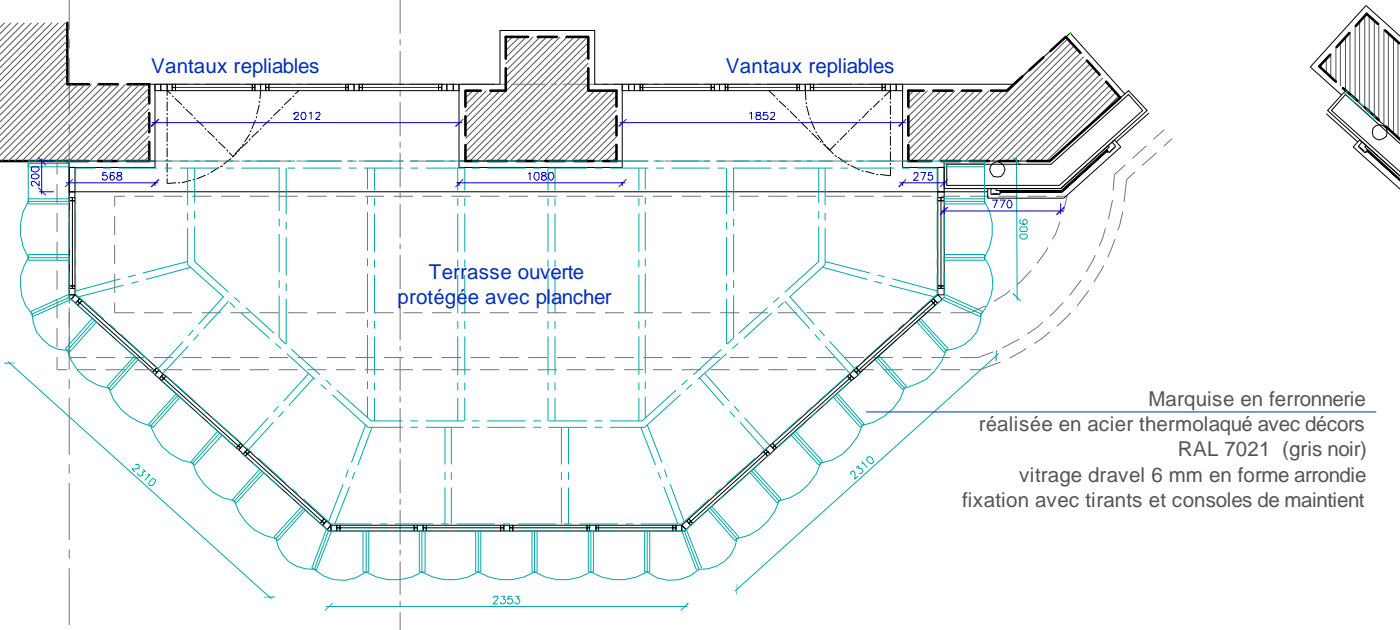 Vantaux repliables
Vantaux repliables
2012
1852
200
568
1080
275
770
900
Terrasse ouverte
protégée avec plancher
Marquise en ferronnerie
réalisée en acier thermolaqué avec décors
RAL 7021 (gris noir)
vitrage dravel 6 mm en forme arrondie
fixation avec tirants et consoles de maintient
2310
2310
2353